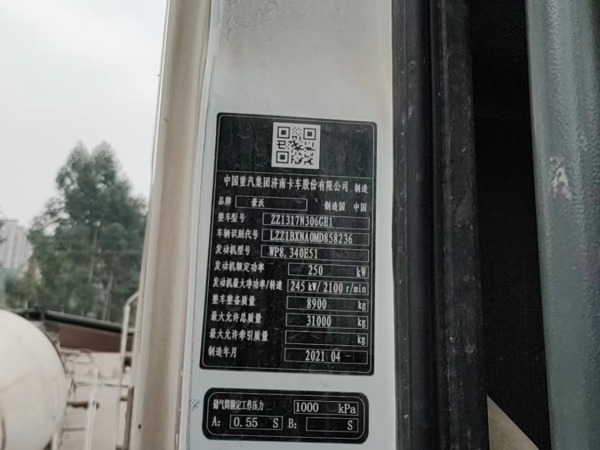 中国重汽集团济南卡车股份有限公司 制造
品牌 豪沃 制造国 中国
整车型号 ZZ1317N306GE1
车辆识别代号 LZZ1BXNA0MD858236
发动机型号 WP8.340E51
发动机额定功率 250 kW
发动机最大净功率/转速 245 kW/ 2100 r/min
整车整备质量 8900 kg
最大允许总质量 31000 kg
最大允许牵引质量 kg
制造年月 2021 04
储气筒额定工作压力 1000 kPa
A: 0.55 S B: S